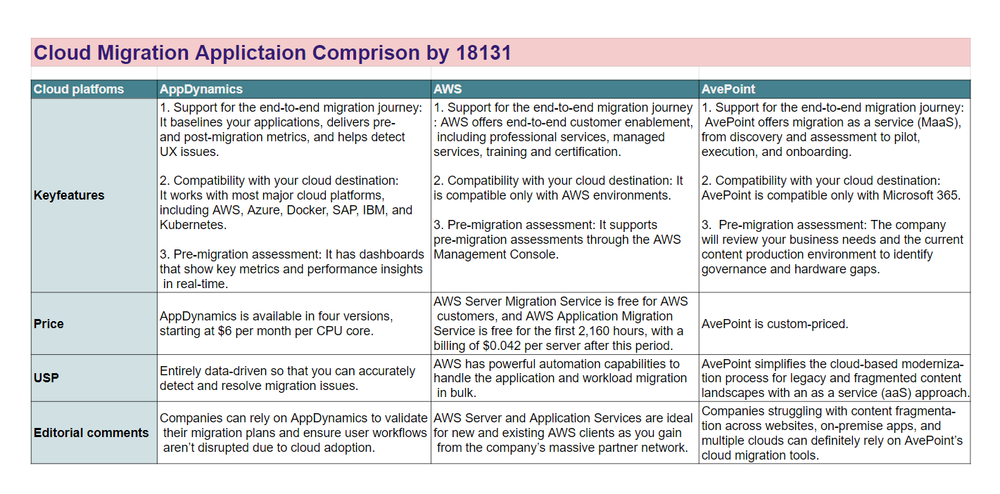 Cloud Migration Applictaion Comprison by 18131
Cloud platfoms
AppDynamics
AWS
AvePoint
Keyfeatures
1. Support for the end-to-end migration journey:
It baselines your applications, delivers pre-
and post-migration metrics, and helps detect
UX issues.
2. Compatibility with your cloud destination:
It works with most major cloud platforms,
including AWS, Azure, Docker, SAP, IBM, and
Kubernetes.
3. Pre-migration assessment: It has dashboards
that show key metrics and performance insights
in real-time.
1. Support for the end-to-end migration journey
: AWS offers end-to-end customer enablement,
including professional services, managed
services, training and certification.
2. Compatibility with your cloud destination: It
is compatible only with AWS environments.
3. Pre-migration assessment: It supports
pre-migration assessments through the AWS
Management Console.
1. Support for the end-to-end migration journey:
AvePoint offers migration as a service (MaaS),
from discovery and assessment to pilot,
execution, and onboarding.
2. Compatibility with your cloud destination:
AvePoint is compatible only with Microsoft 365.
3. Pre-migration assessment: The company
will review your business needs and the current
content production environment to identify
governance and hardware gaps.
Price
AppDynamics is available in four versions,
starting at $6 per month per CPU core.
AWS Server Migration Service is free for AWS
customers, and AWS Application Migration
Service is free for the first 2,160 hours, with a
billing of $0.042 per server after this period.
AvePoint is custom-priced.
USP
Entirely data-driven so that you can accurately
detect and resolve migration issues.
AWS has powerful automation capabilities to
handle the application and workload migration
in bulk.
AvePoint simplifies the cloud-based moderniza-
tion process for legacy and fragmented content
landscapes with an as a service (aaS) approach.
Editorial comments
Companies can rely on AppDynamics to validate
their migration plans and ensure user workflows
aren’t disrupted due to cloud adoption.
AWS Server and Application Services are ideal
for new and existing AWS clients as you gain
from the company’s massive partner network.
Companies struggling with content fragmenta-
tion across websites, on-premise apps, and
multiple clouds can definitely rely on AvePoint’s
cloud migration tools.